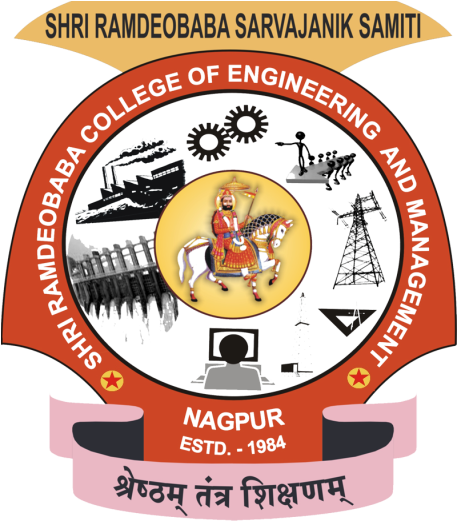 SHRI RAMDEOBABA SARVAJANIK SAMITI
SHRI RAMDEOBABA COLLEGE OF ENGINEERING AND MANAGEMENT
NAGPUR
ESTD. - 1984
श्रेष्ठम् तंत्र शिक्षणम्